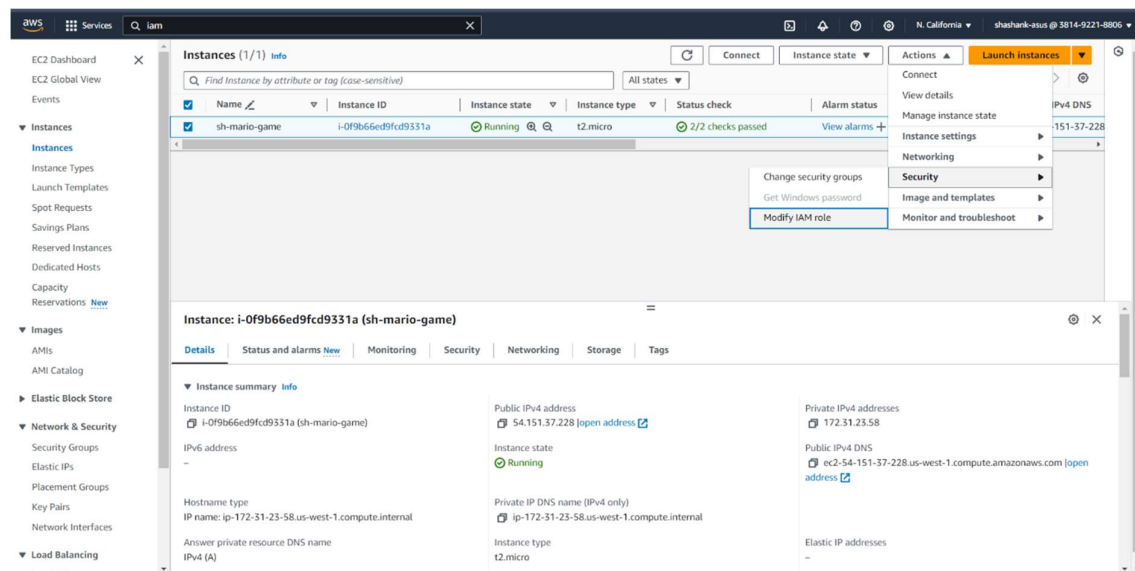 aws Services iam N. California ▼ shashank-asus @ 3814-9221-8806 ▼
EC2 Dashboard
EC2 Global View
Events
Instances
Instances
Instance Types
Launch Templates
Spot Requests
Savings Plans
Reserved Instances
Dedicated Hosts
Capacity
Reservations New
Images
AMIs
AMI Catalog
Elastic Block Store
Network & Security
Security Groups
Elastic IPs
Placement Groups
Key Pairs
Network Interfaces
Load Balancing
Instances (1/1) Info
Connect Instance state ▼ Actions ▲ Launch instances ▼
Find Instance by attribute or tag (case-sensitive) All states ▼
Name Instance ID Instance state Instance type Status check Alarm status IPv4 DNS
sh-mario-game i-0f9b66ed9fcd9331a Running t2.micro 2/2 checks passed View alarms + -151-37-228
Connect
View details
Manage instance state
Instance settings
Networking
Security
Image and templates
Monitor and troubleshoot
Change security groups
Get Windows password
Modify IAM role
Instance: i-0f9b66ed9fcd9331a (sh-mario-game)
Details Status and alarms New Monitoring Security Networking Storage Tags
Instance summary Info
Instance ID
i-0f9b66ed9fcd9331a (sh-mario-game)
Public IPv4 address
54.151.37.228 |open address
Private IPv4 addresses
172.31.23.58
IPv6 address
–
Instance state
Running
Public IPv4 DNS
ec2-54-151-37-228.us-west-1.compute.amazonaws.com |open
address
Hostname type
IP name: ip-172-31-23-58.us-west-1.compute.internal
Private IP DNS name (IPv4 only)
ip-172-31-23-58.us-west-1.compute.internal
Answer private resource DNS name
IPv4 (A)
Instance type
t2.micro
Elastic IP addresses
–